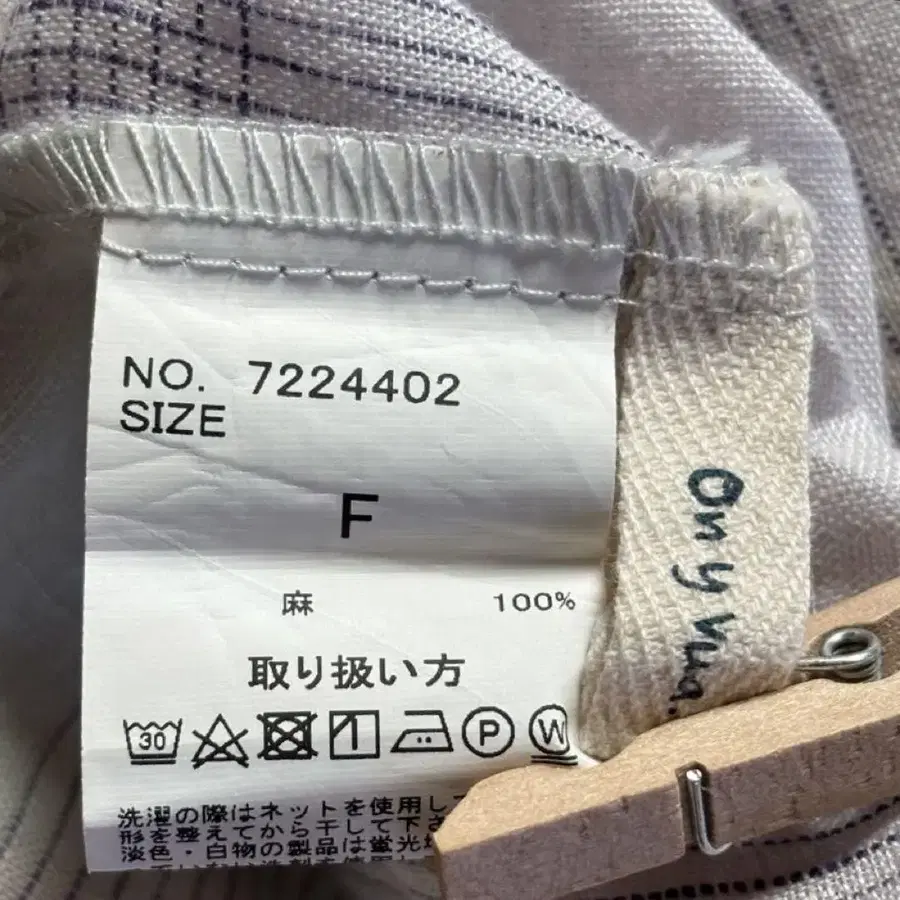 NO. 7224402
SIZE
F
麻 100%
取り扱い方
30 P W
洗濯の際はネットを使用し
形を整えてから干して下さ
淡色・白物の製品は蛍光
Onyvua.